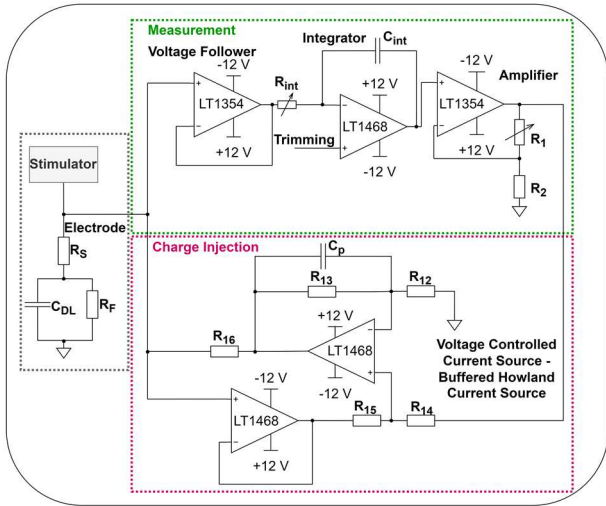 Measurement
Voltage Follower
-12 V
LT1354
+12 V
Rint
Integrator
Cint
+12 V
LT1468
-12 V
Trimming
Amplifier
-12 V
LT1354
+12 V
R1
R2
Stimulator
Electrode
RS
CDL
RF
Charge Injection
Cp
R13
R12
R16
+12 V
LT1468
-12 V
Voltage Controlled
Current Source -
Buffered Howland
Current Source
-12 V
LT1468
+12 V
R15
R14